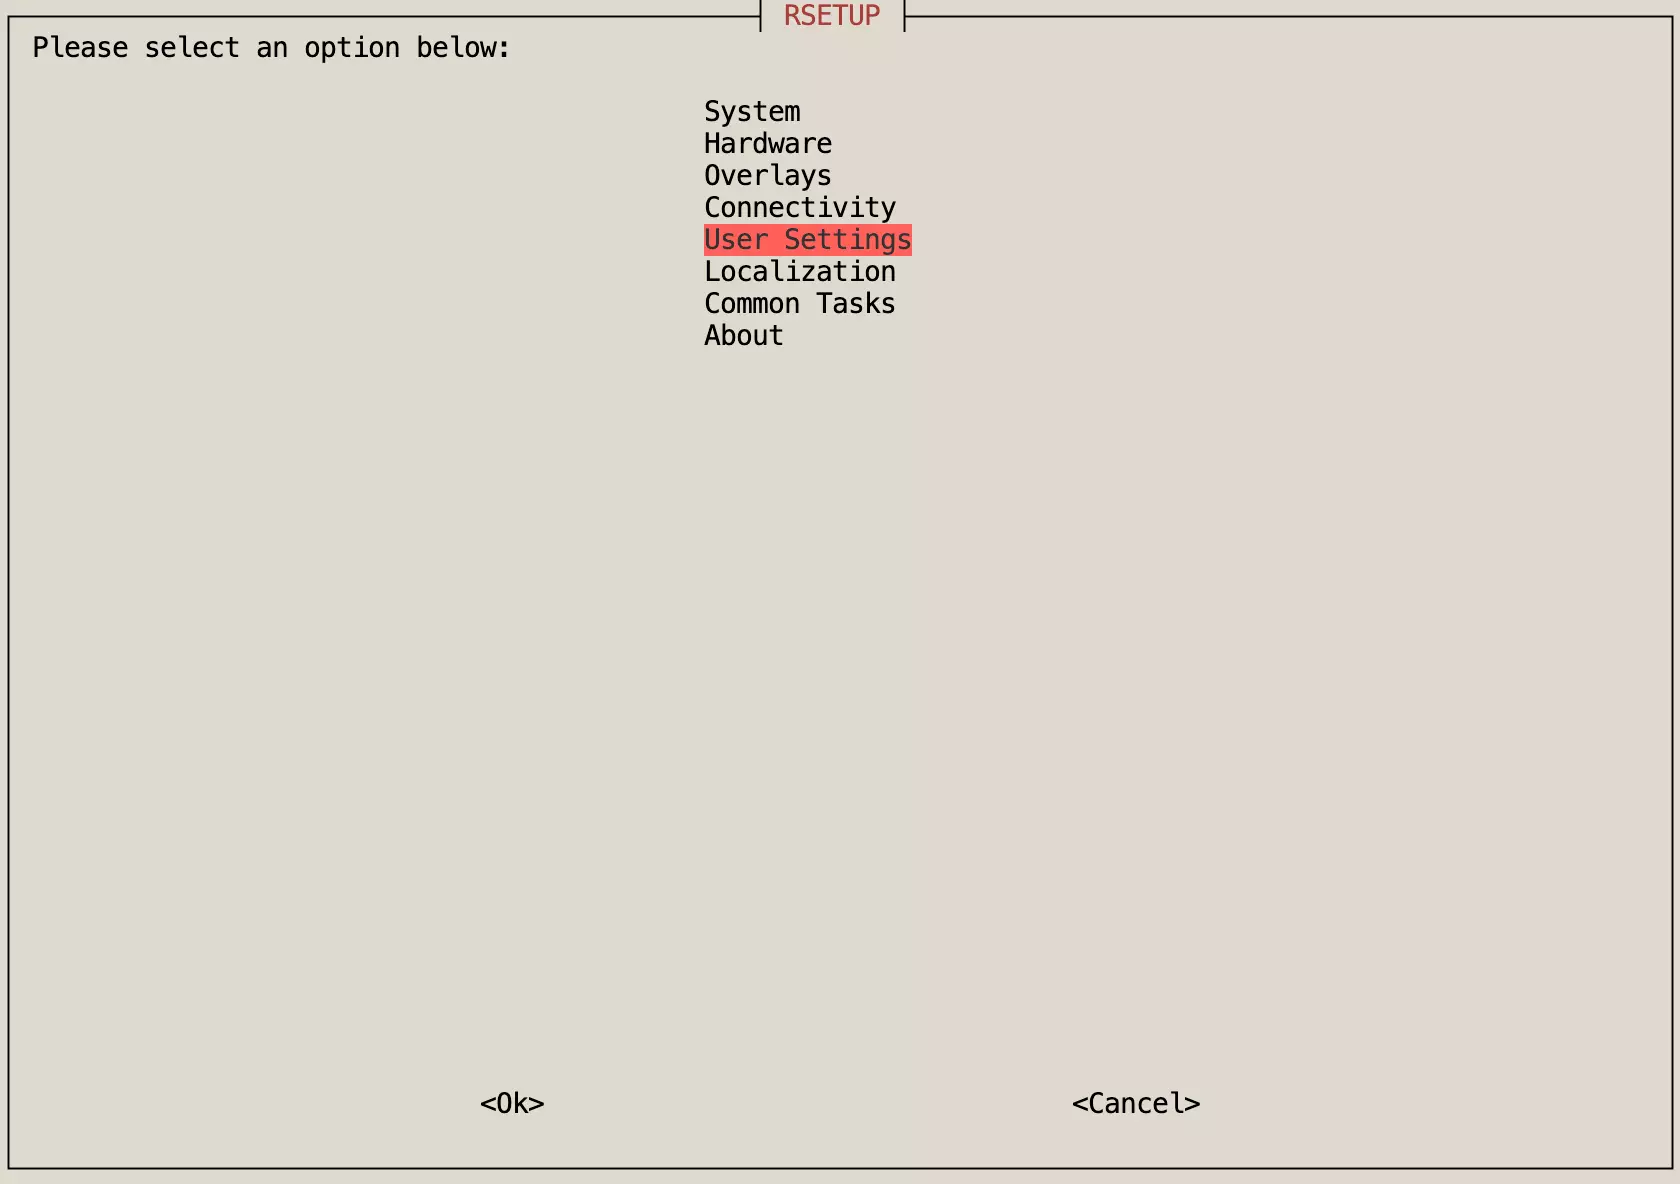 RSETUP
Please select an option below:
System
Hardware
Overlays
Connectivity
User Settings
Localization
Common Tasks
About
<Ok> <Cancel>